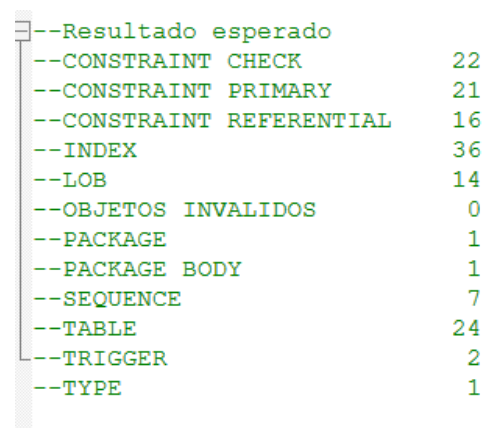 --Resultado esperado
--CONSTRAINT CHECK 22
--CONSTRAINT PRIMARY 21
--CONSTRAINT REFERENTIAL 16
--INDEX 36
--LOB 14
--OBJETOS INVALIDOS 0
--PACKAGE 1
--PACKAGE BODY 1
--SEQUENCE 7
--TABLE 24
--TRIGGER 2
--TYPE 1